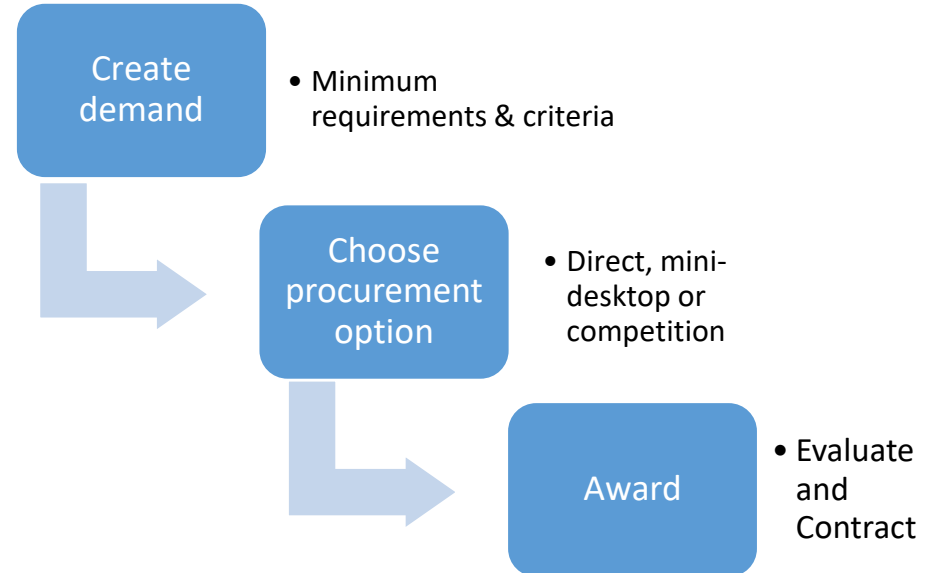 Create
demand
• Minimum
requirements & criteria
Choose
procurement
option
• Direct, mini-
desktop or
competition
Award
• Evaluate
and
Contract